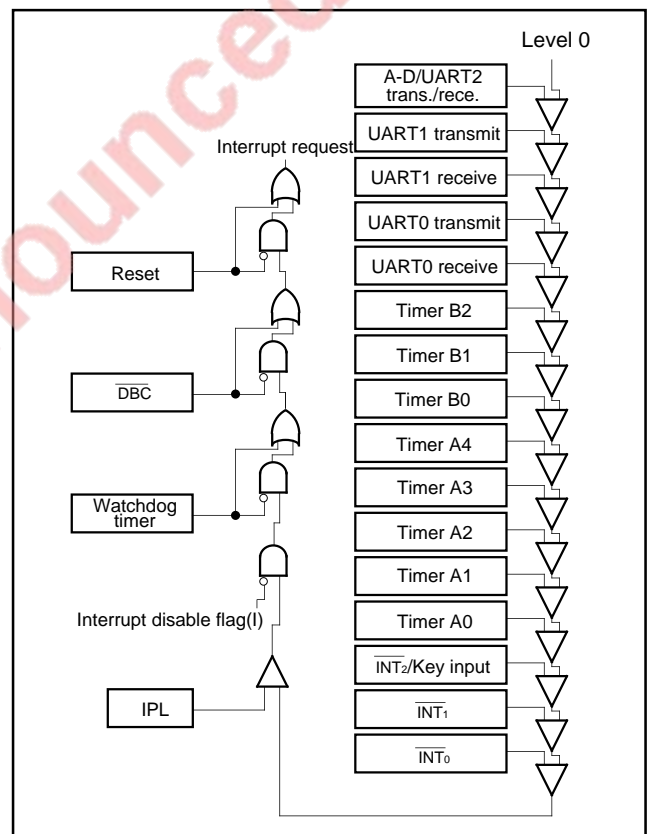 Level 0
A-D/UART2
trans./rece.
UART1 transmit
UART1 receive
UART0 transmit
UART0 receive
Timer B2
Timer B1
Timer B0
Timer A4
Timer A3
Timer A2
Timer A1
Timer A0
INT2/Key input
INT1
INT0
Interrupt request
Reset
DBC
Watchdog
timer
Interrupt disable flag(I)
IPL
nounced